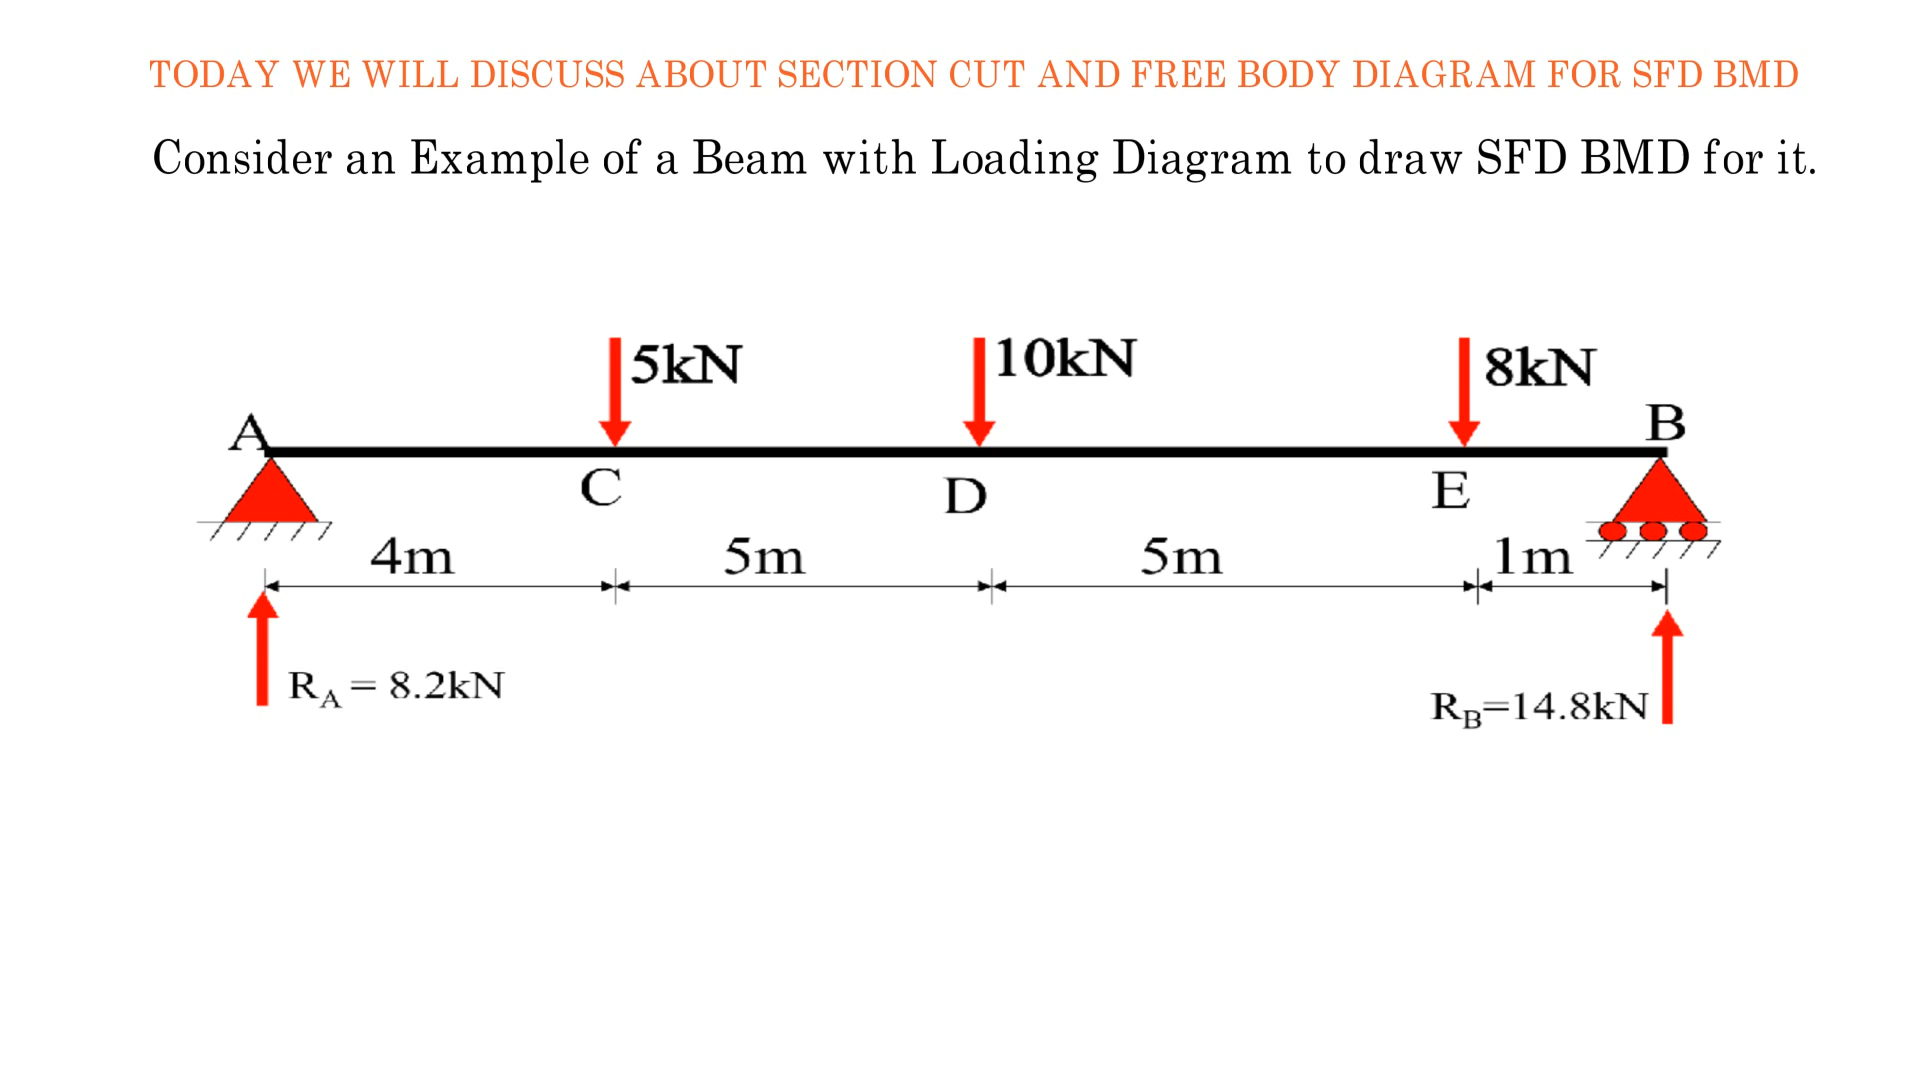 TODAY WE WILL DISCUSS ABOUT SECTION CUT AND FREE BODY DIAGRAM FOR SFD BMD
Consider an Example of a Beam with Loading Diagram to draw SFD BMD for it.
5kN
10kN
8kN
A
B
C
D
E
4m
5m
5m
1m
R_A = 8.2kN
R_B=14.8kN